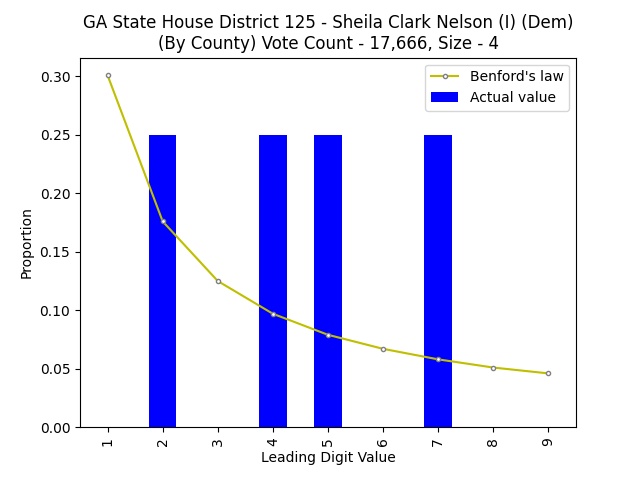 GA State House District 125 - Sheila Clark Nelson (I) (Dem)
(By County) Vote Count - 17,666, Size - 4
Benford's law
Actual value
0.30
0.25
0.20
0.15
0.10
0.05
0.00
Proportion
1 2 3 4 5 6 7 8 9
Leading Digit Value